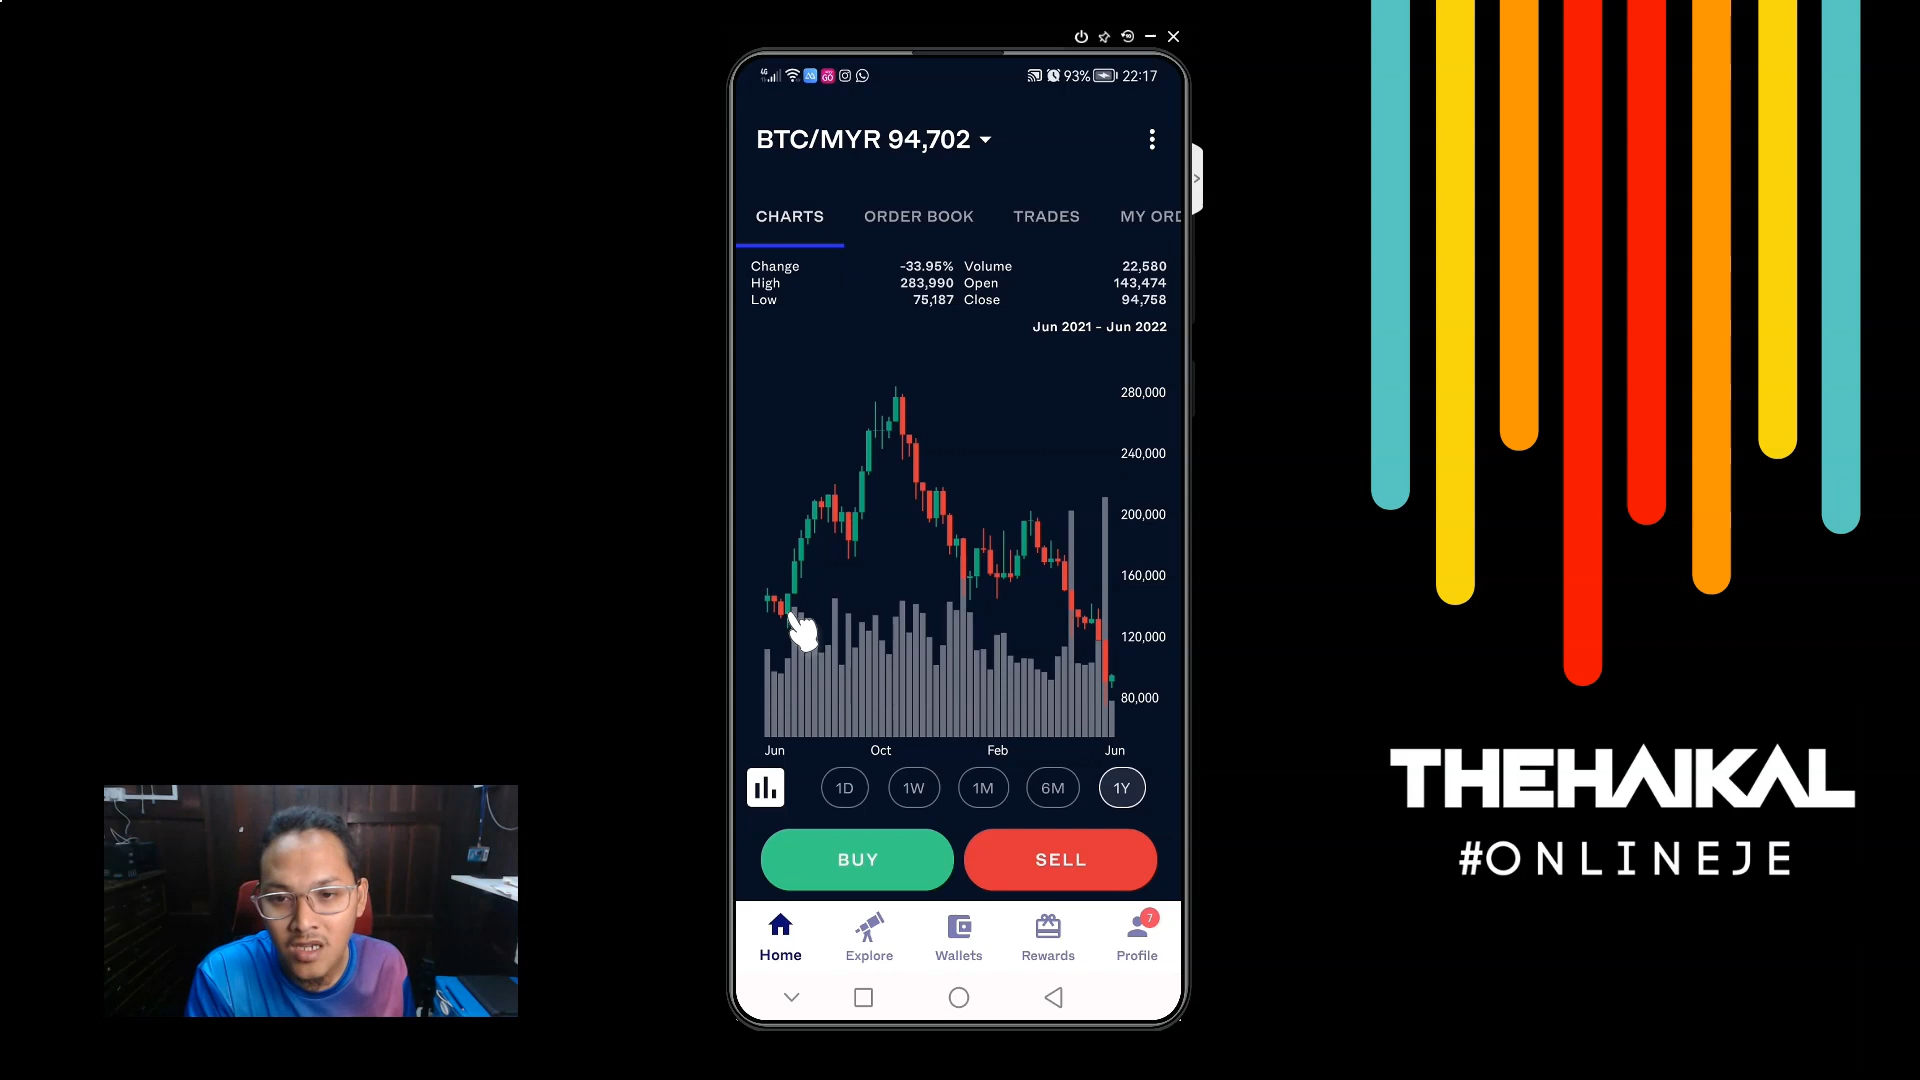 93% 22:17
BTC/MYR 94,702
CHARTS ORDER BOOK TRADES MY ORD
Change -33.95% Volume 22,580
High 283,990 Open 143,474
Low 75,187 Close 94,758
Jun 2021 - Jun 2022
280,000
240,000
200,000
160,000
120,000
80,000
Jun Oct Feb Jun
1D 1W 1M 6M 1Y
BUY SELL
7
Home Explore Wallets Rewards Profile
THEHAIKAL
#ONLINEJE